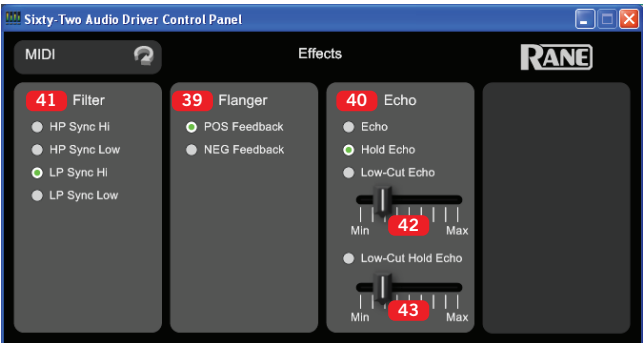 Sixty-Two Audio Driver Control Panel
MIDI
Effects
RANE
41 Filter
HP Sync Hi
HP Sync Low
LP Sync Hi
LP Sync Low
39 Flanger
POS Feedback
NEG Feedback
40 Echo
Echo
Hold Echo
Low-Cut Echo
42
Min Max
Low-Cut Hold Echo
43
Min Max